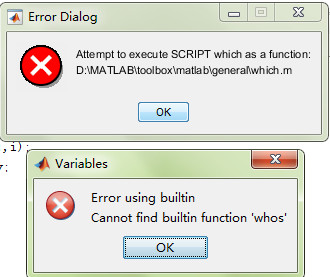 Error Dialog
Attempt to execute SCRIPT which as a function:
D:\MATLAB\toolbox\matlab\general\which.m
OK
,i);
Variables
Error using builtin
Cannot find builtin function 'whos'
OK